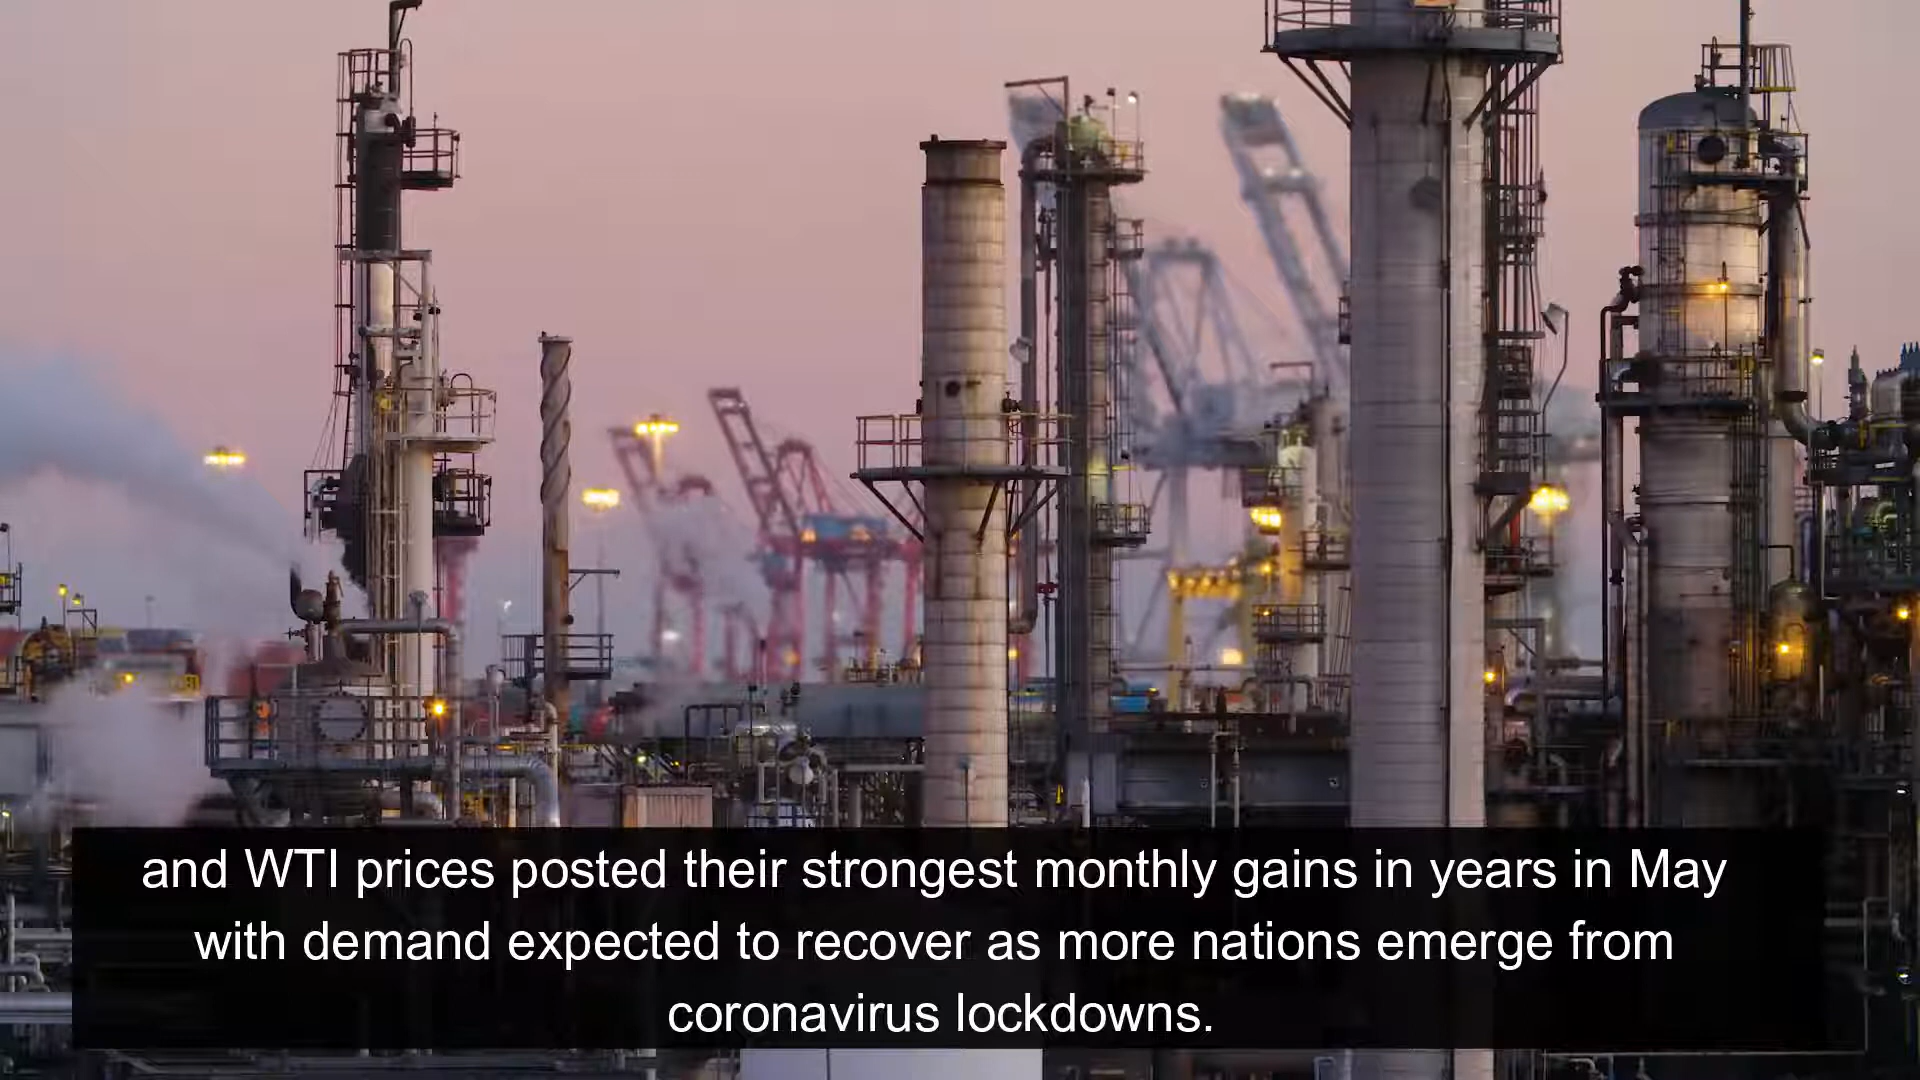 and WTI prices posted their strongest monthly gains in years in May
with demand expected to recover as more nations emerge from
coronavirus lockdowns.